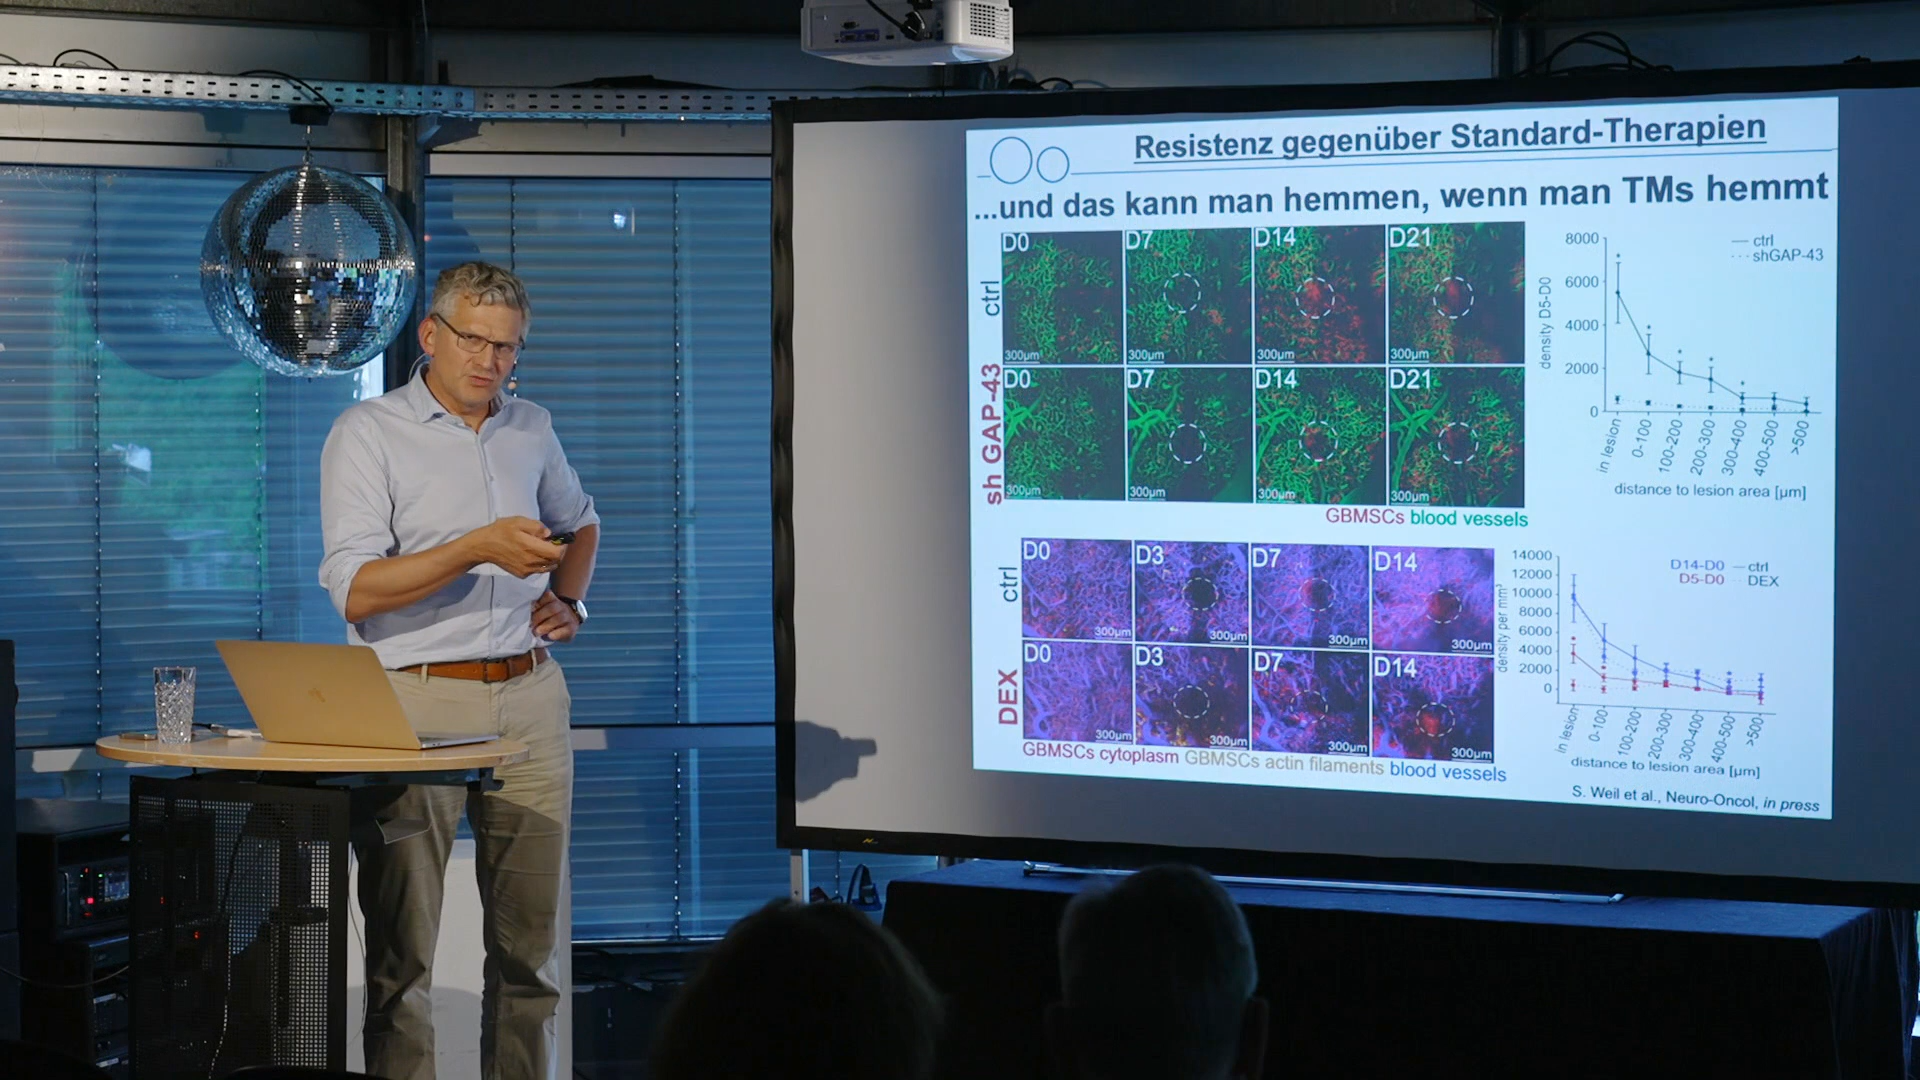 Resistenz gegenüber Standard-Therapien
...und das kann man hemmen, wenn man TMs hemmt
ctrl
D0 D7 D14 D21
300µm 300µm 300µm 300µm
sh GAP-43
D0 D7 D14 D21
300µm 300µm 300µm 300µm
GBMSCs blood vessels
ctrl
shGAP-43
density D5-D0
8000
6000
4000
2000
0
in lesion 0-100 100-200 200-300 300-400 400-500 >500
distance to lesion area [µm]
ctrl
D0 D3 D7 D14
300µm 300µm 300µm 300µm
DEX
D0 D3 D7 D14
300µm 300µm 300µm 300µm
GBMSCs cytoplasm GBMSCs actin filaments blood vessels
D14-D0 ctrl
D5-D0 DEX
density per mm³
14000
12000
10000
8000
6000
4000
2000
0
in lesion 0-100 100-200 200-300 300-400 400-500 >500
distance to lesion area [µm]
S. Weil et al., Neuro-Oncol, in press